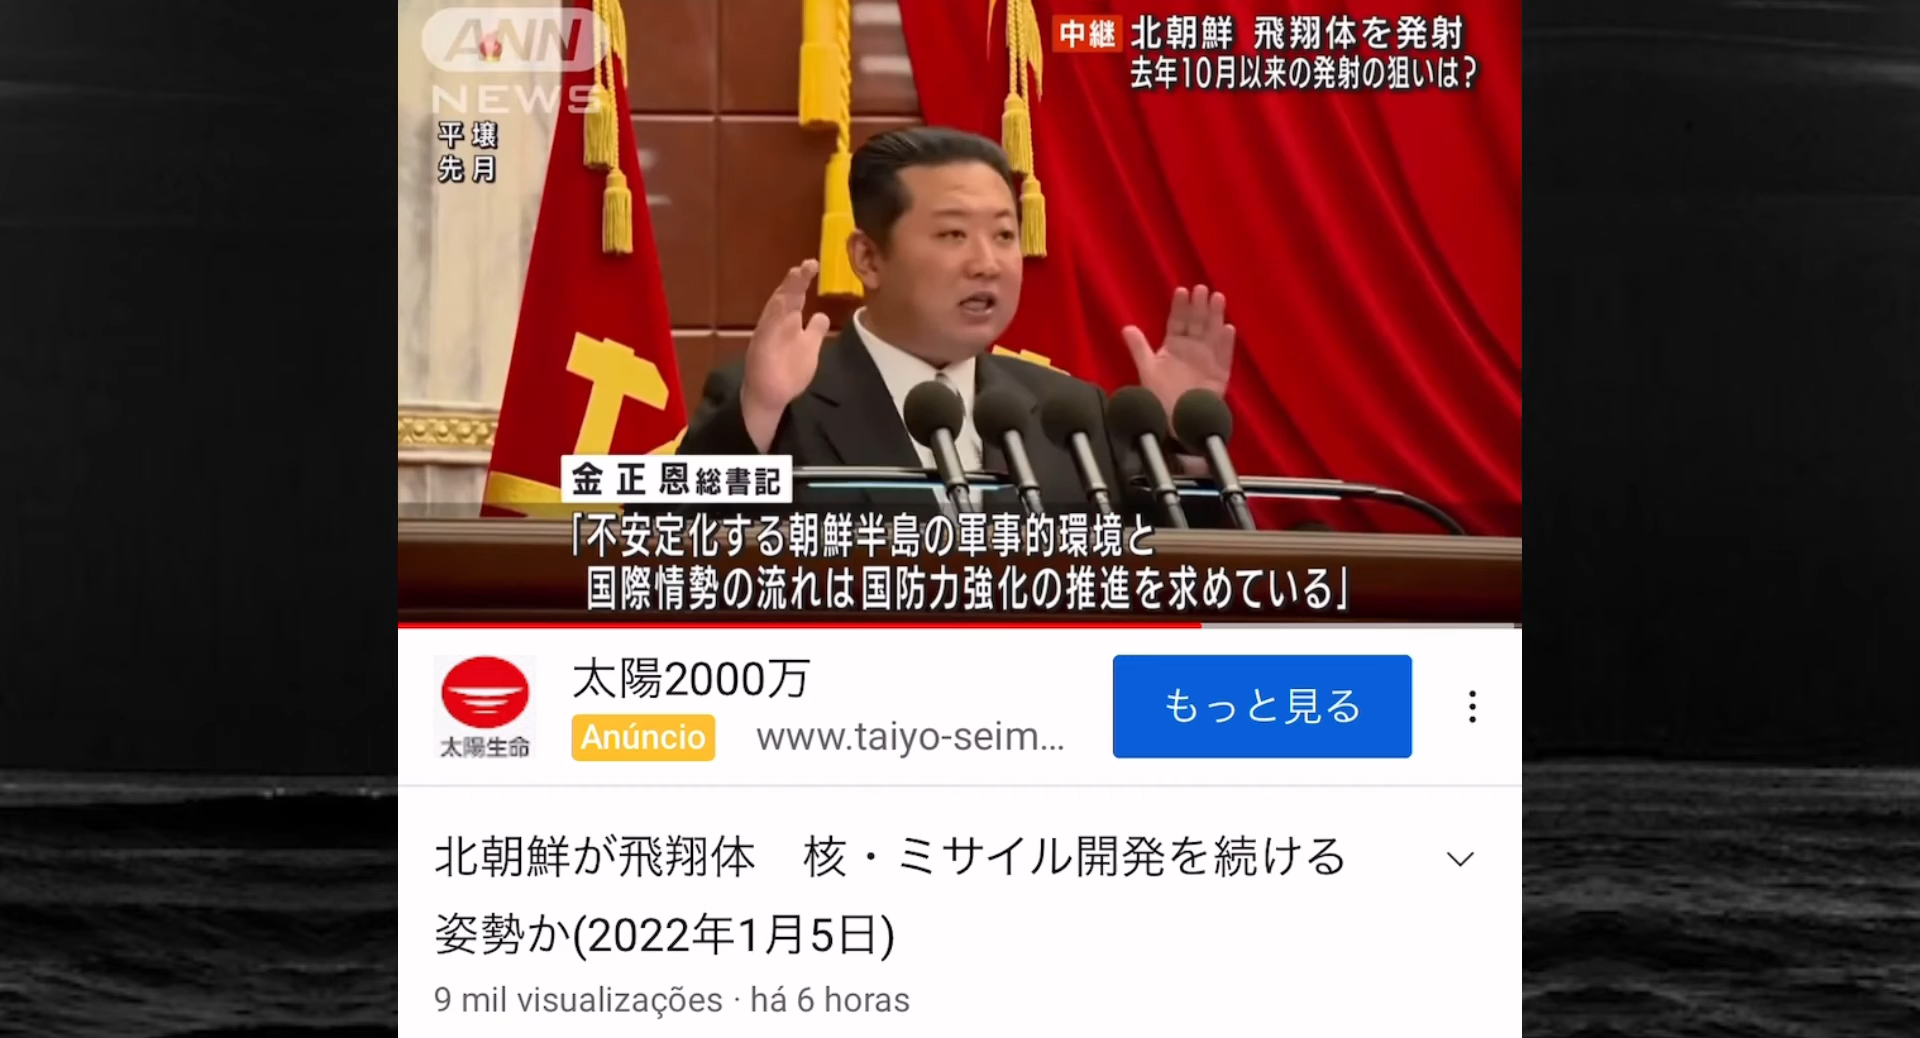 ANN
NEWS
中継
北朝鮮 飛翔体を発射
去年10月以来の発射の狙いは?
平壌
先月
金正恩総書記
「不安定化する朝鮮半島の軍事的環境と
国際情勢の流れは国防力強化の推進を求めている」
太陽2000万
太陽生命
Anúncio
www.taiyo-seim...
もっと見る
北朝鮮が飛翔体 核・ミサイル開発を続ける
姿勢か(2022年1月5日)
9 mil visualizações · há 6 horas